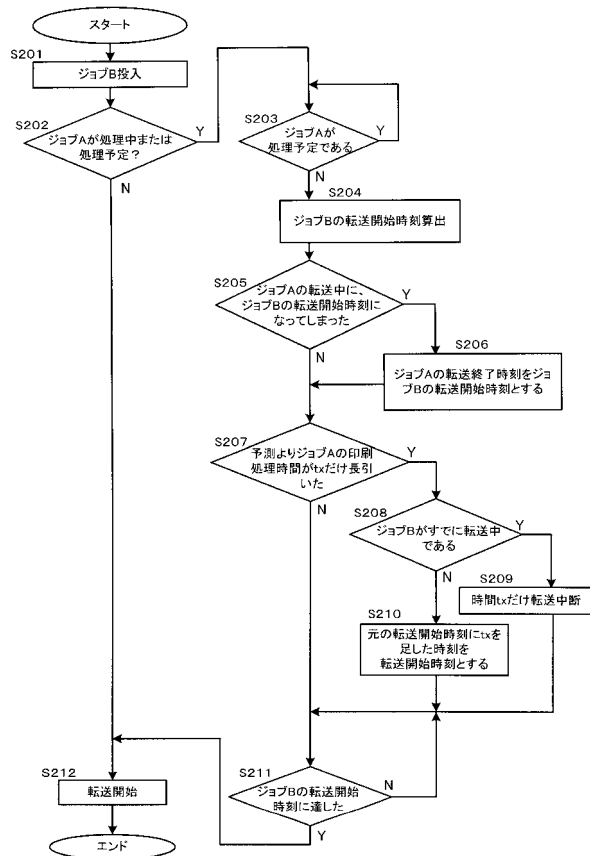 スタート
S201
ジョブB投入
S202
ジョブAが処理中または
処理予定？
Y
N
S203
ジョブAが
処理予定である
Y
N
S204
ジョブBの転送開始時刻算出
S205
ジョブAの転送中に、
ジョブBの転送開始時刻に
なってしまった
Y
N
S206
ジョブAの転送終了時刻をジョ
ブBの転送開始時刻とする
S207
予測よりジョブAの印刷
処理時間がtxだけ長引
いた
Y
N
S208
ジョブBがすでに転送中
である
Y
N
S209
時間txだけ転送中断
S210
元の転送開始時刻にtxを
足した時刻を
転送開始時刻とする
S211
ジョブBの転送開始
時刻に達した
N
Y
S212
転送開始
エンド